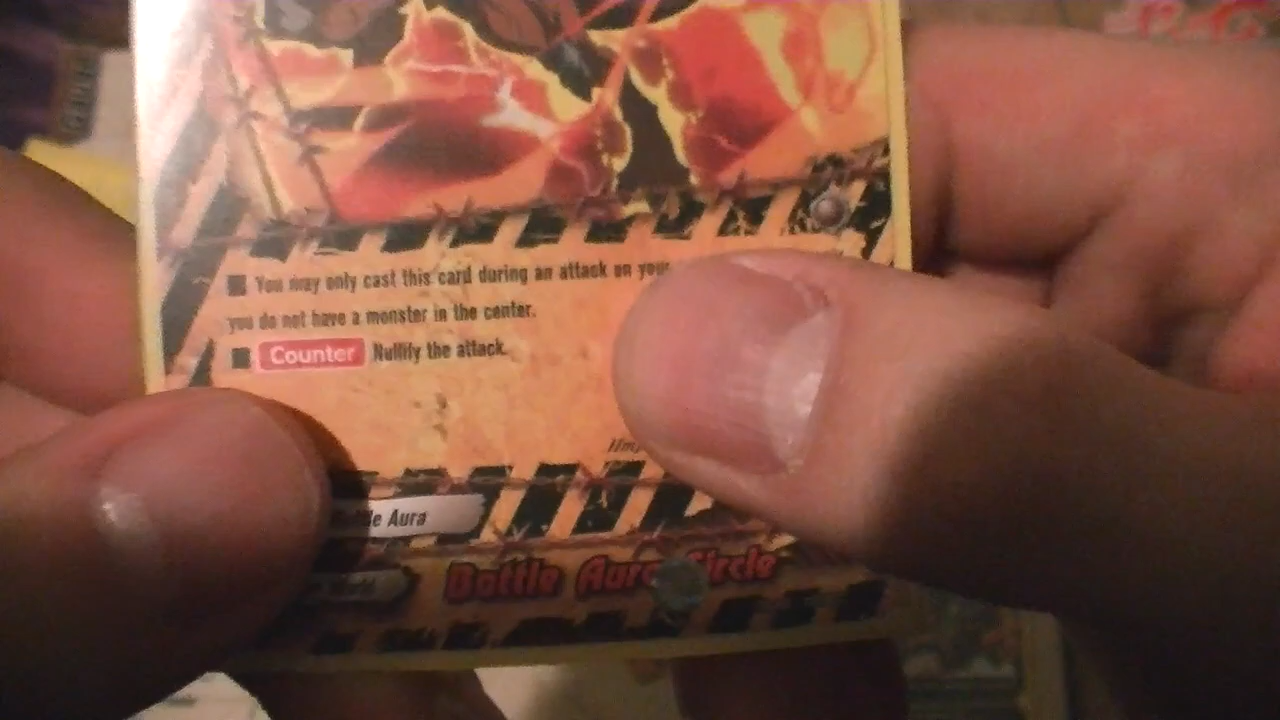 ■ You may only cast this card during an attack on your
you do not have a monster in the center.
■ Counter Nullify the attack.
Aura
Battle Aura Circle